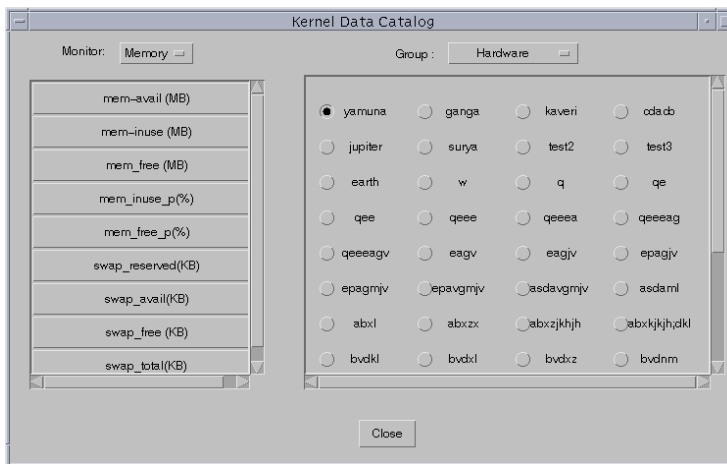 Kernel Data Catalog
Monitor: Memory
Group : Hardware
mem-avail (MB)
mem-inuse (MB)
mem_free (MB)
mem_inuse_p(%)
mem_free_p(%)
swap_reserved(KB)
swap_avail(KB)
swap_free (KB)
swap_total(KB)
yamuna ganga kaveri cdacb
jupiter surya test2 test3
earth w q qe
qee qeee qeeea qeeeag
qeeeagv eagv eagjv epagjv
epagmjv epavgmjv asdavgmjv asdaml
abxl abxzx abxzjkhjh abxkjkjh;dkl
bvdkl bvdxl bvdxz bvdnm
Close